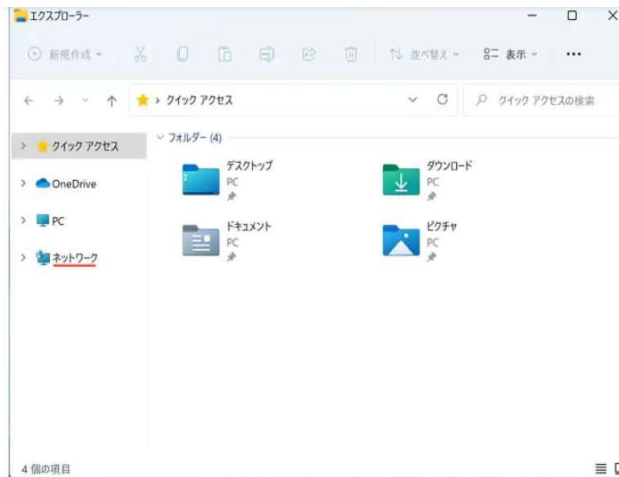 エクスプローラー
新規作成
並べ替え
表示
クイック アクセス
クイック アクセスの検索
クイック アクセス
OneDrive
PC
ネットワーク
フォルダー (4)
デスクトップ
PC
ダウンロード
PC
ドキュメント
PC
ピクチャ
PC
4 個の項目